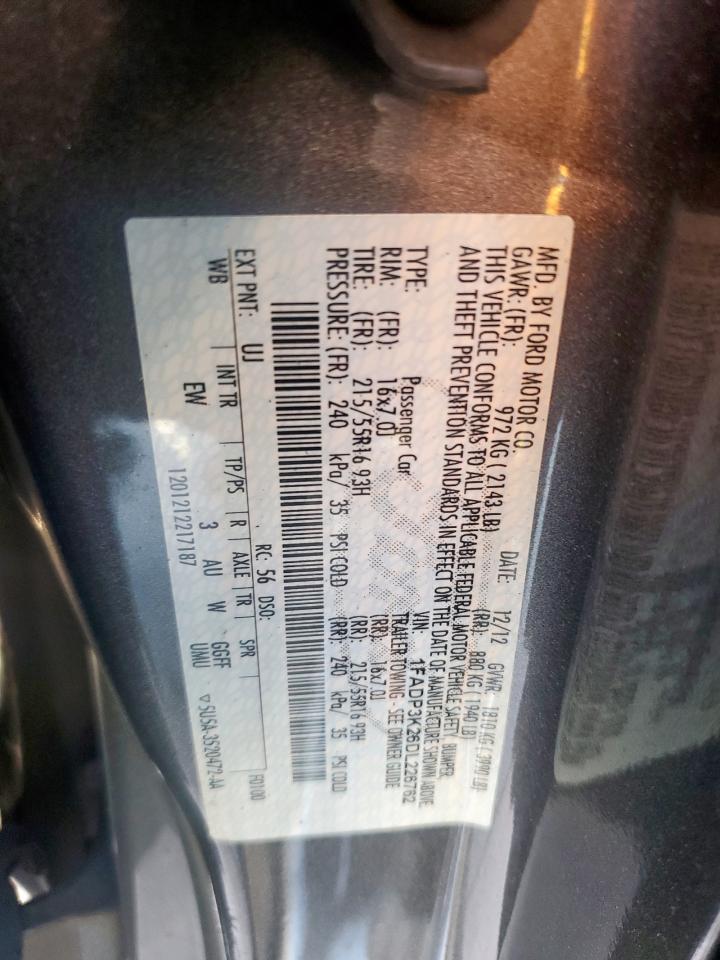 MFD. BY FORD MOTOR CO.
DATE: 12/12 GVWR: 1810 KG ( 3990 LB)
GAWR: (FR): 972 KG ( 2143 LB) (RR): 880 KG ( 1940 LB)
THIS VEHICLE CONFORMS TO ALL APPLICABLE FEDERAL MOTOR VEHICLE SAFETY, BUMPER,
AND THEFT PREVENTION STANDARDS IN EFFECT ON THE DATE OF MANUFACTURE SHOWN ABOVE.
VIN: 1FADP3K26DL226762
TYPE: Passenger Car TRAILER TOWING - SEE OWNER GUIDE
RIM: (FR): 16x7.0J (RR): 16x7.0J
TIRE: (FR): 215/55R16 93H (RR): 215/55R16 93H
PRESSURE: (FR): 240 kPa/ 35 PSI COLD (RR): 240 kPa/ 35 PSI COLD
EXT PNT: UJ RC: 56 DSO: F0100
WB INT TR TP/PS R AXLE TR SPR
EW 3 AU W GGFF
1201212217187 UMU ▽5U5A-3520472-AA